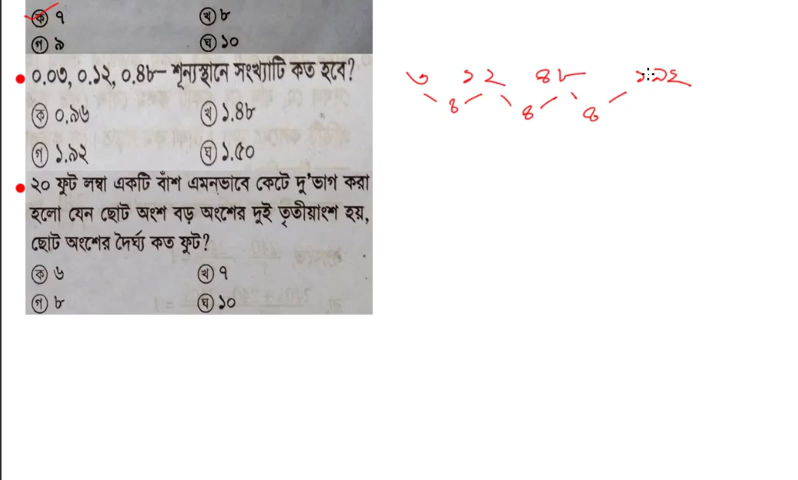 ক ৭ খ ৮
গ ৯ ঘ ১০
০.০৩, ০.১২, ০.৪৮– শূন্যস্থানে সংখ্যাটি কত হবে?
ক ০.৯৬ খ ১.৪৮
গ ১.৯২ ঘ ১.৫০
২০ ফুট লম্বা একটি বাঁশ এমনভাবে কেটে দু'ভাগ করা
হলো যেন ছোট অংশ বড় অংশের দুই তৃতীয়াংশ হয়,
ছোট অংশের দৈর্ঘ্য কত ফুট?
ক ৬ খ ৭
গ ৮ ঘ ১০
৩ ১২ ৪৮ ১৯২
৪ ৪ ৪